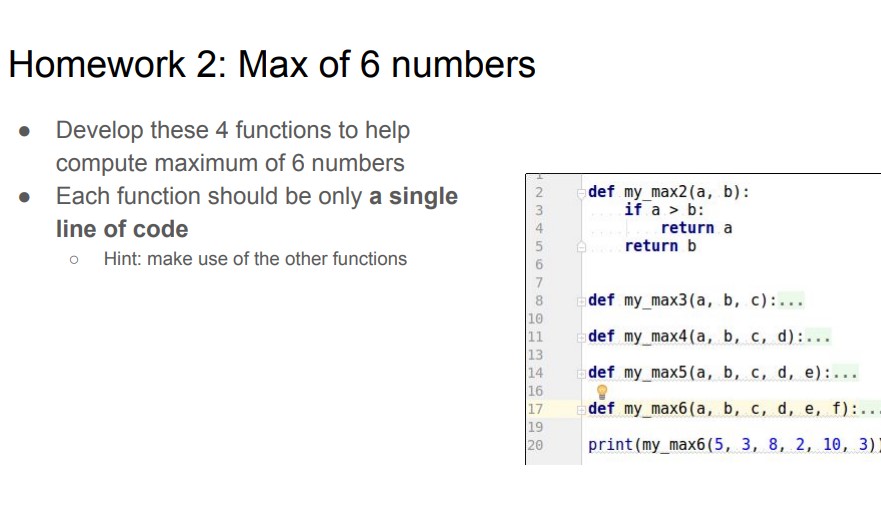 Homework 2: Max of 6 numbers
● Develop these 4 functions to help
compute maximum of 6 numbers
● Each function should be only a single
line of code
○ Hint: make use of the other functions
1
2 def my_max2(a, b):
3 if a > b:
4 return a
5 return b
6
7
8 def my_max3(a, b, c):...
10
11 def my_max4(a, b, c, d):...
13
14 def my_max5(a, b, c, d, e):...
16
17 def my_max6(a, b, c, d, e, f):...
19
20 print(my_max6(5, 3, 8, 2, 10, 3))